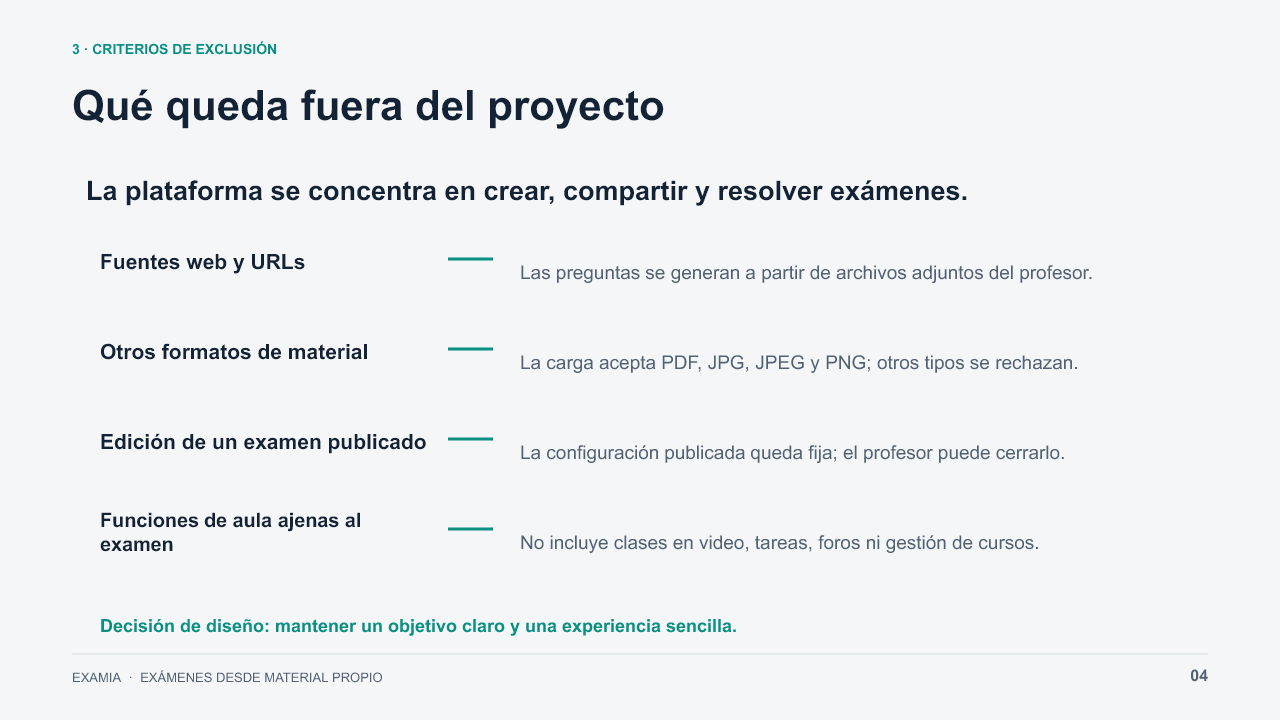 3 · CRITERIOS DE EXCLUSIÓN
Qué queda fuera del proyecto
La plataforma se concentra en crear, compartir y resolver exámenes.
Fuentes web y URLs
Las preguntas se generan a partir de archivos adjuntos del profesor.
Otros formatos de material
La carga acepta PDF, JPG, JPEG y PNG; otros tipos se rechazan.
Edición de un examen publicado
La configuración publicada queda fija; el profesor puede cerrarlo.
Funciones de aula ajenas al
examen
No incluye clases en video, tareas, foros ni gestión de cursos.
Decisión de diseño: mantener un objetivo claro y una experiencia sencilla.
EXAMIA · EXÁMENES DESDE MATERIAL PROPIO
04